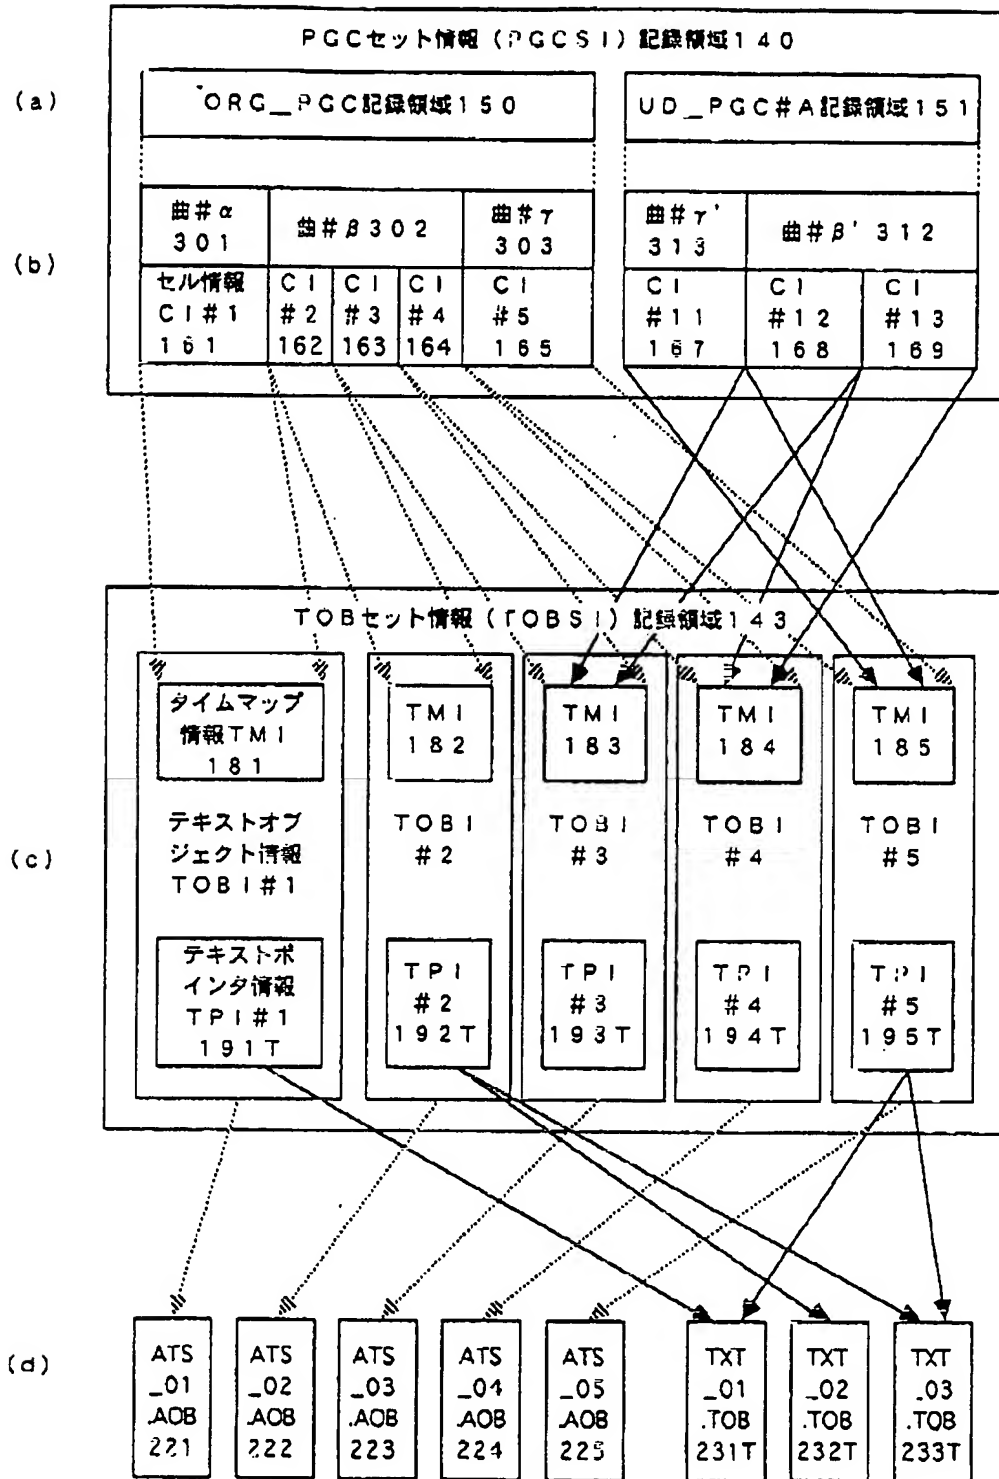 PGCセット情報（PGCSI）記録領域140
(a)
ORG_PGC記録領域150
UD_PGC#A記録領域151
(b)
曲#α
301
曲#β302
曲#γ
303
曲#γ'
313
曲#β'312
セル情報
CI#1
161
CI
#2
162
CI
#3
163
CI
#4
164
CI
#5
165
CI
#11
167
CI
#12
168
CI
#13
169
TOBセット情報（TOBSI）記録領域143
(c)
タイムマップ
情報TMI
181
TMI
182
TMI
183
TMI
184
TMI
185
テキストオブ
ジェクト情報
TOBI#1
TOBI
#2
TOBI
#3
TOBI
#4
TOBI
#5
テキストポ
インタ情報
TPI#1
191T
TPI
#2
192T
TPI
#3
193T
TPI
#4
194T
TPI
#5
195T
(d)
ATS
_01
.AOB
221
ATS
_02
.AOB
222
ATS
_03
.AOB
223
ATS
_04
.AOB
224
ATS
_05
.AOB
225
TXT
_01
.TOB
231T
TXT
_02
.TOB
232T
TXT
_03
.TOB
233T